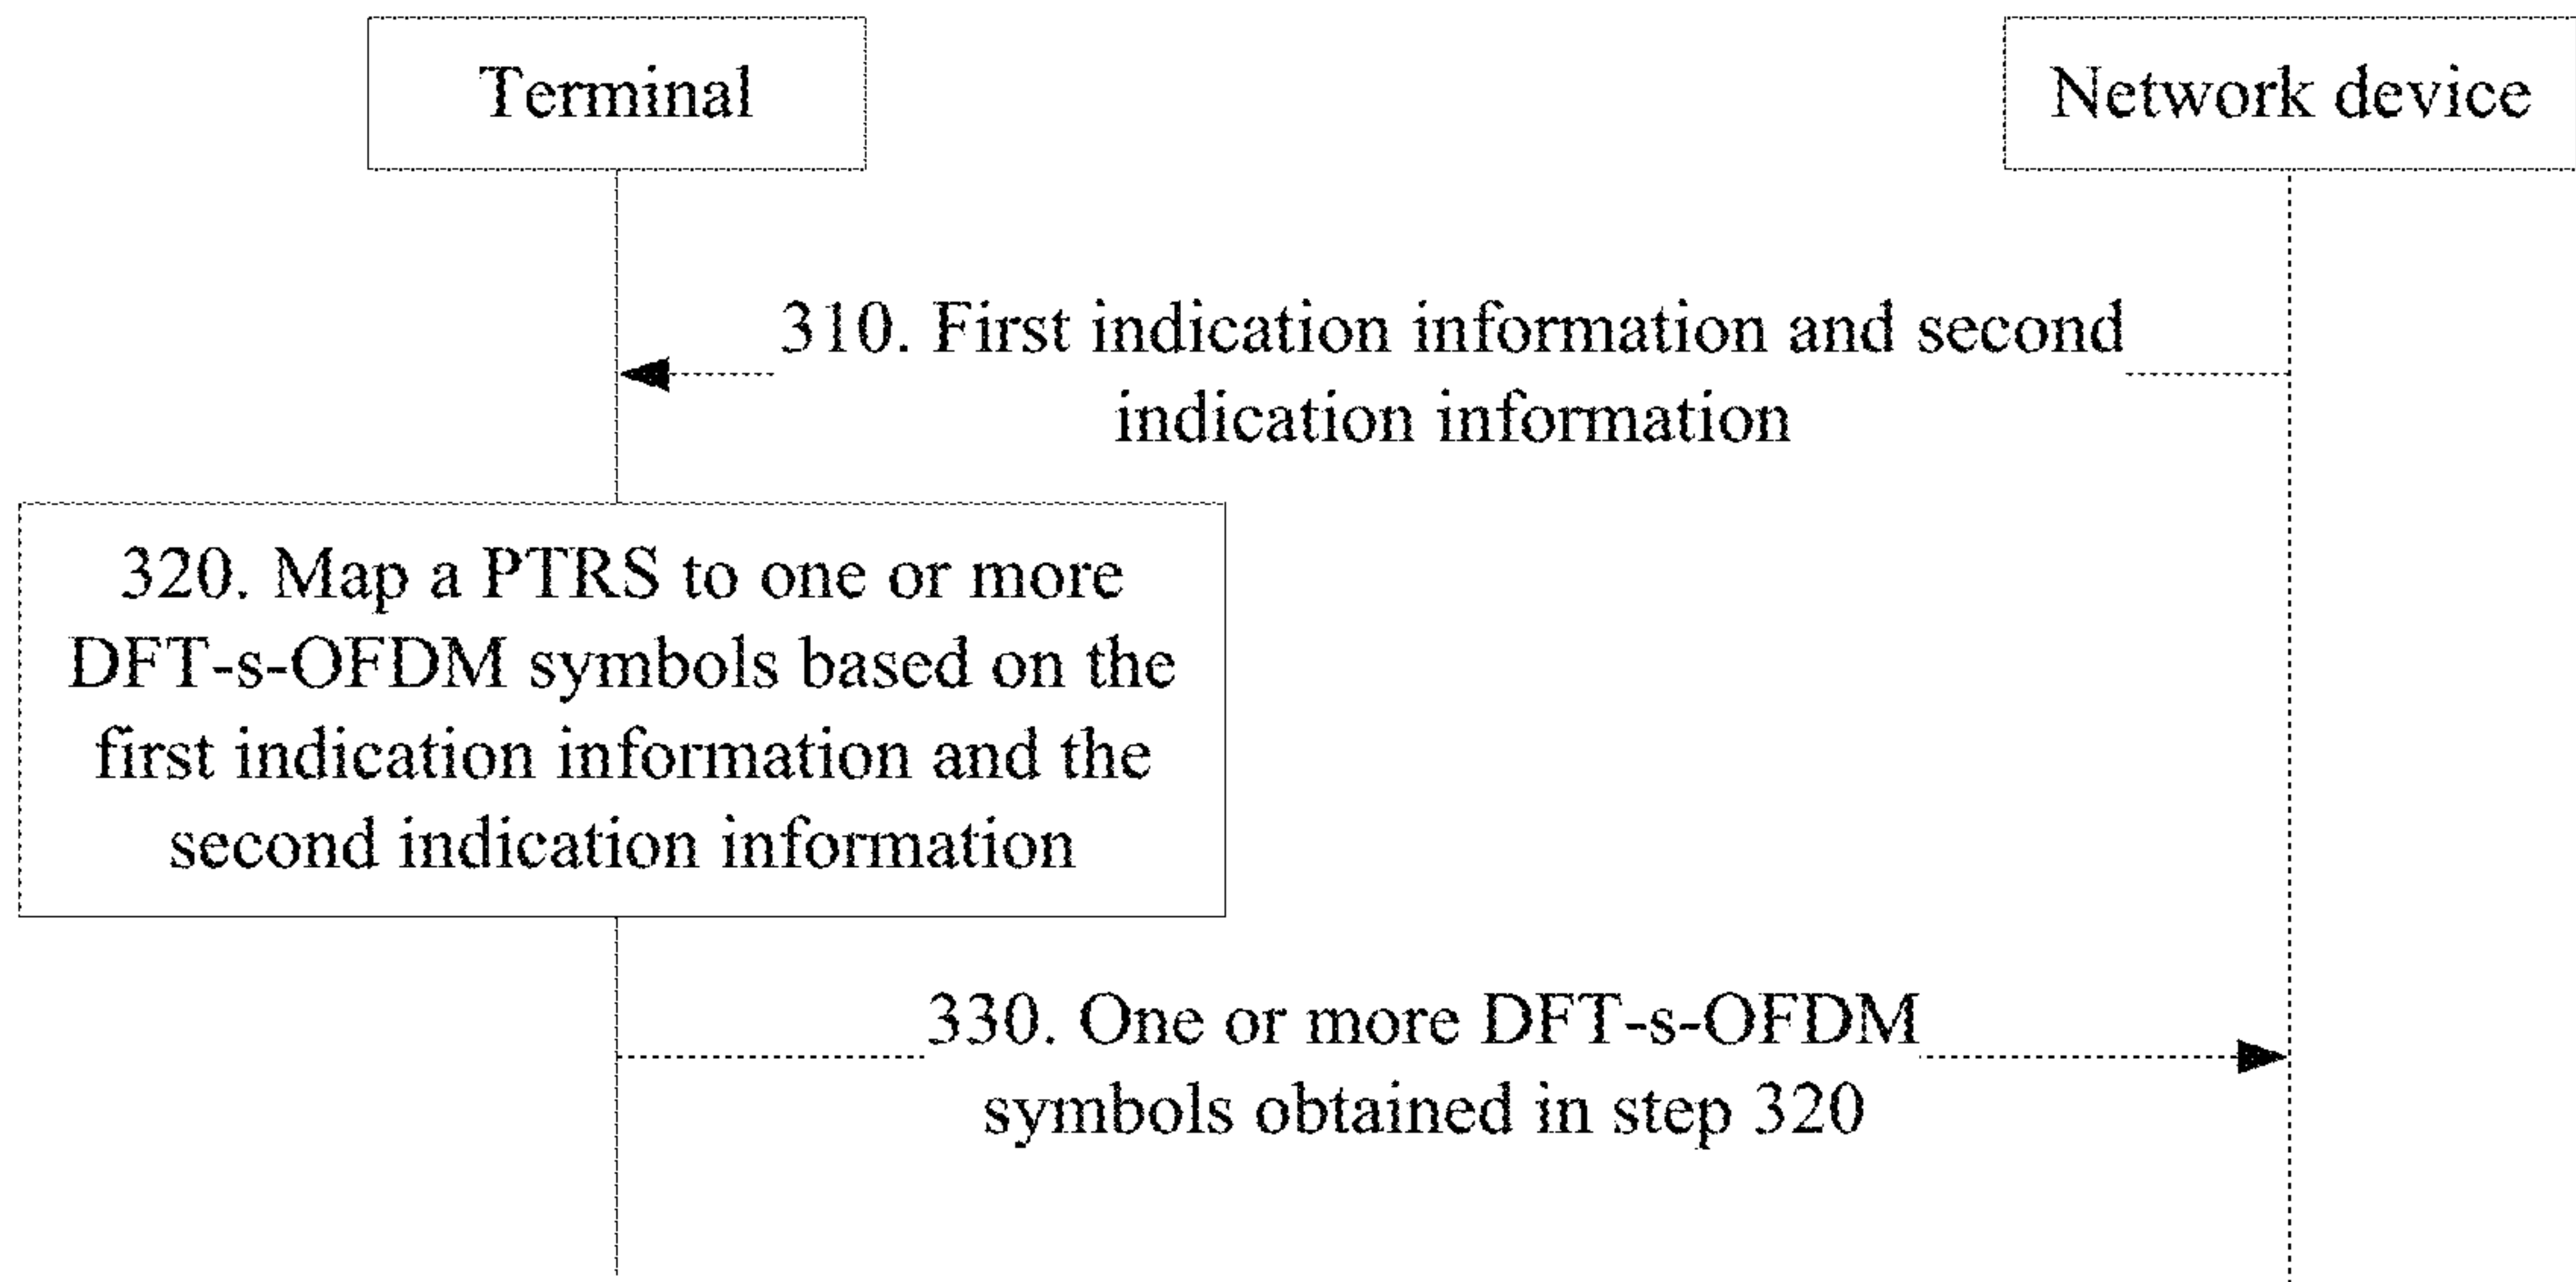 Terminal
Network device
310. First indication information and second
indication information
320. Map a PTRS to one or more
DFT-s-OFDM symbols based on the
first indication information and the
second indication information
330. One or more DFT-s-OFDM
symbols obtained in step 320